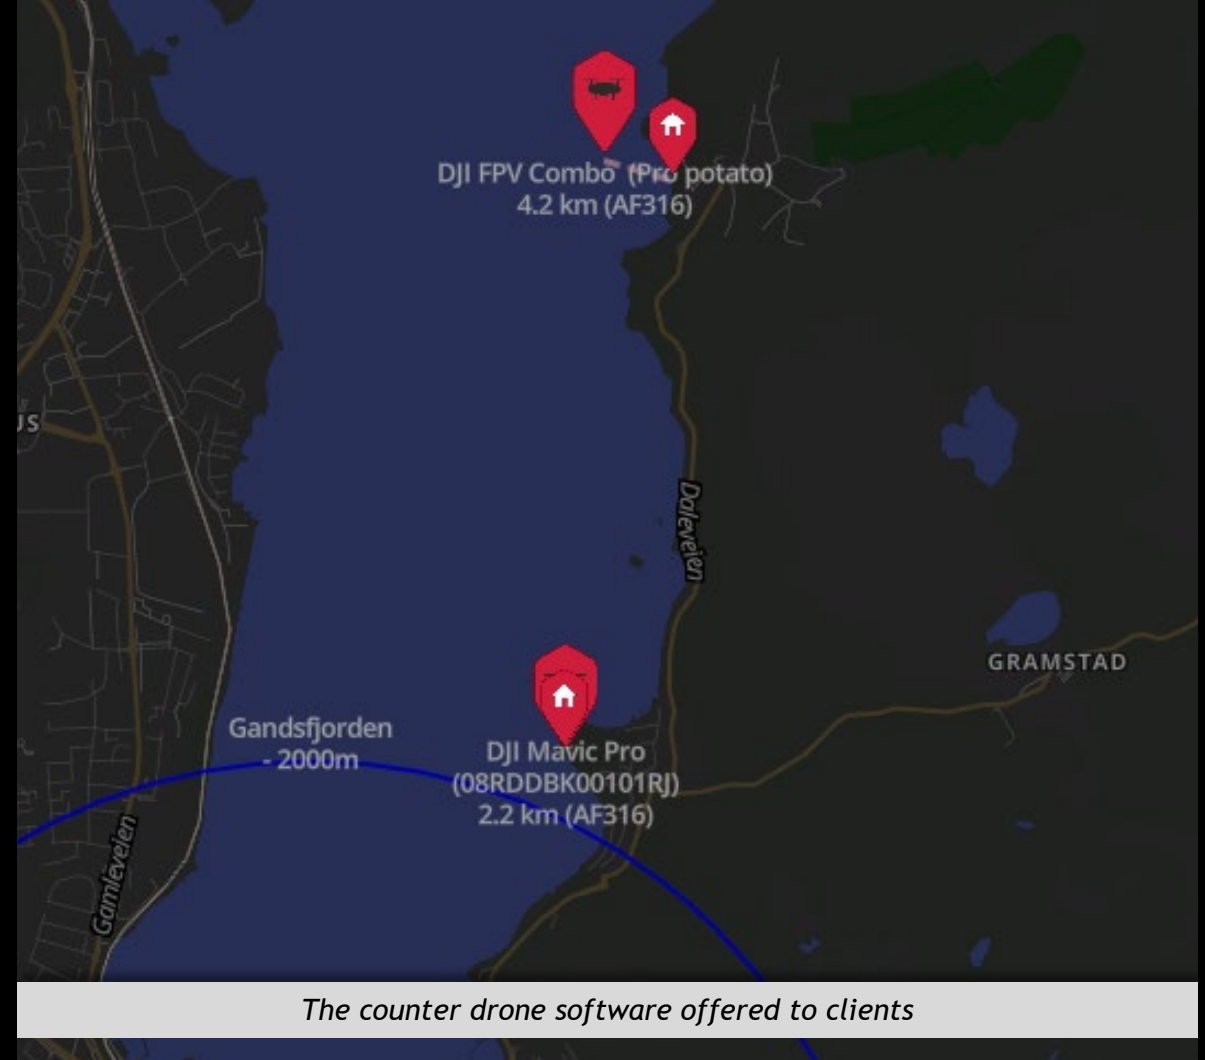 DJI FPV Combo (Pro potato)
4.2 km (AF316)
JS
Daleveien
GRAMSTAD
Gandsfjorden
- 2000m
DJI Mavic Pro
(08RDDBK00101RJ)
2.2 km (AF316)
Gamleveien
The counter drone software offered to clients